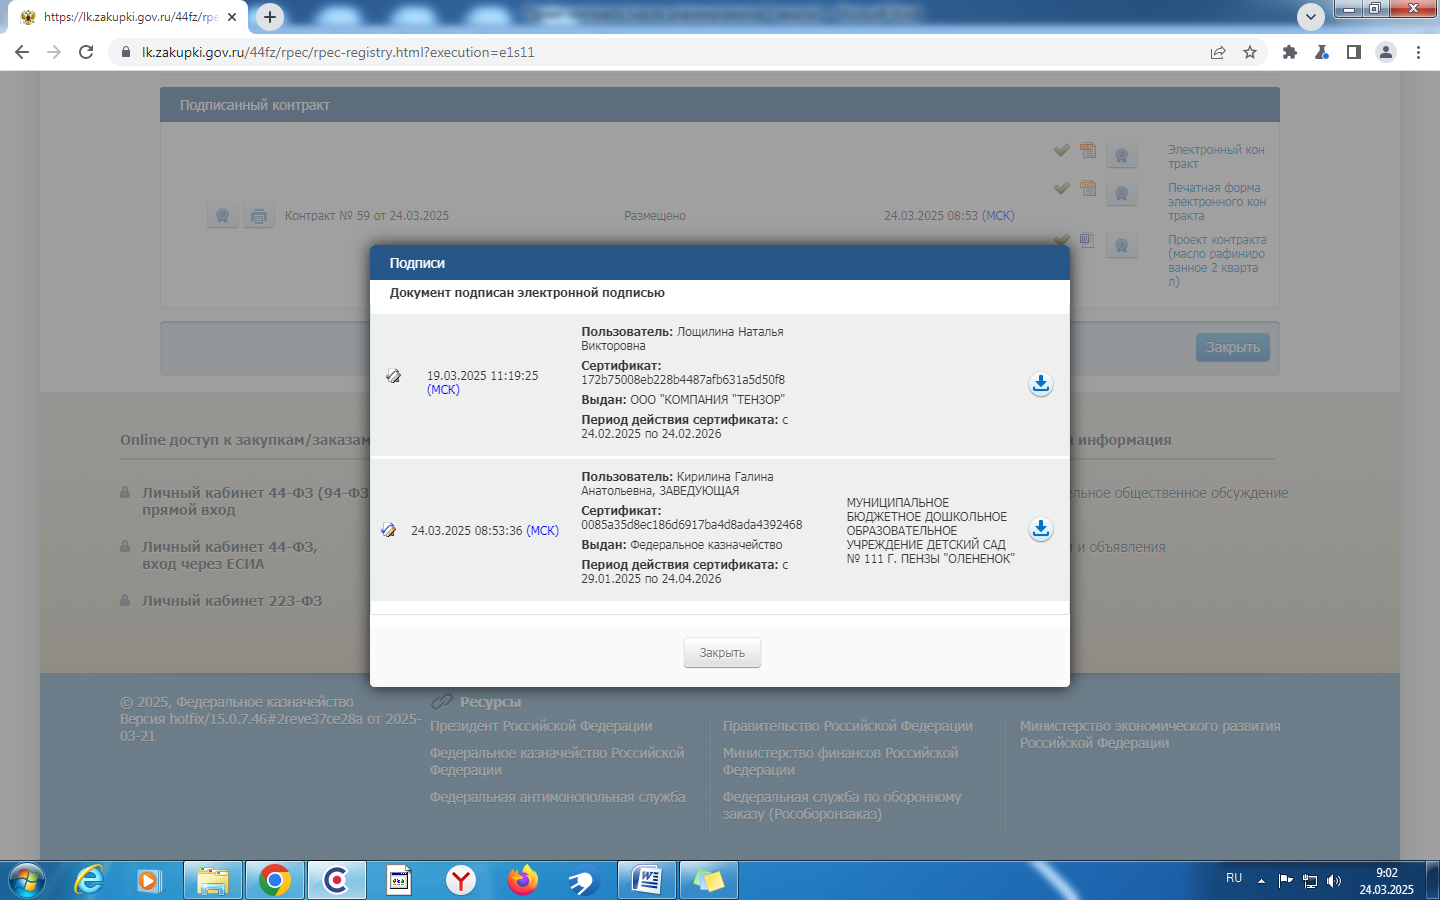 https://lk.zakupki.gov.ru/44fz/rpe
lk.zakupki.gov.ru/44fz/rpec/rpec-registry.html?execution=e1s11
Подписанный контракт
Контракт № 59 от 24.03.2025
Размещено
24.03.2025 08:53 (МСК)
Электронный кон
тракт
Печатная форма
электронного кон
тракта
Проект контракта
(масло рафиниро
ванное 2 кварта
л)
Закрыть
Подписи
Документ подписан электронной подписью
19.03.2025 11:19:25
(МСК)
Пользователь: Лощилина Наталья
Викторовна
Сертификат:
172b75008eb228b4487afb631a5d50f8
Выдан: ООО "КОМПАНИЯ "ТЕНЗОР"
Период действия сертификата: с
24.02.2025 по 24.02.2026
24.03.2025 08:53:36 (МСК)
Пользователь: Кирилина Галина
Анатольевна, ЗАВЕДУЮЩАЯ
Сертификат:
0085a35d8ec186d6917ba4d8ada4392468
Выдан: Федеральное казначейство
Период действия сертификата: с
29.01.2025 по 24.04.2026
МУНИЦИПАЛЬНОЕ
БЮДЖЕТНОЕ ДОШКОЛЬНОЕ
ОБРАЗОВАТЕЛЬНОЕ
УЧРЕЖДЕНИЕ ДЕТСКИЙ САД
№ 111 Г. ПЕНЗЫ "ОЛЕНЕНОК"
Закрыть
Online доступ к закупкам/заказам
Личный кабинет 44-ФЗ (94-ФЗ
прямой вход
Личный кабинет 44-ФЗ,
вход через ЕСИА
Личный кабинет 223-ФЗ
информация
льное общественное обсуждение
и объявления
© 2025, Федеральное казначейство
Версия hotfix/15.0.7.46#2reve37ce28a от 2025-
03-21
Ресурсы
Президент Российской Федерации
Федеральное казначейство Российской
Федерации
Федеральная антимонопольная служба
Правительство Российской Федерации
Министерство финансов Российской
Федерации
Федеральная служба по оборонному
заказу (Рособоронзаказ)
Министерство экономического развития
Российской Федерации
RU
9:02
24.03.2025